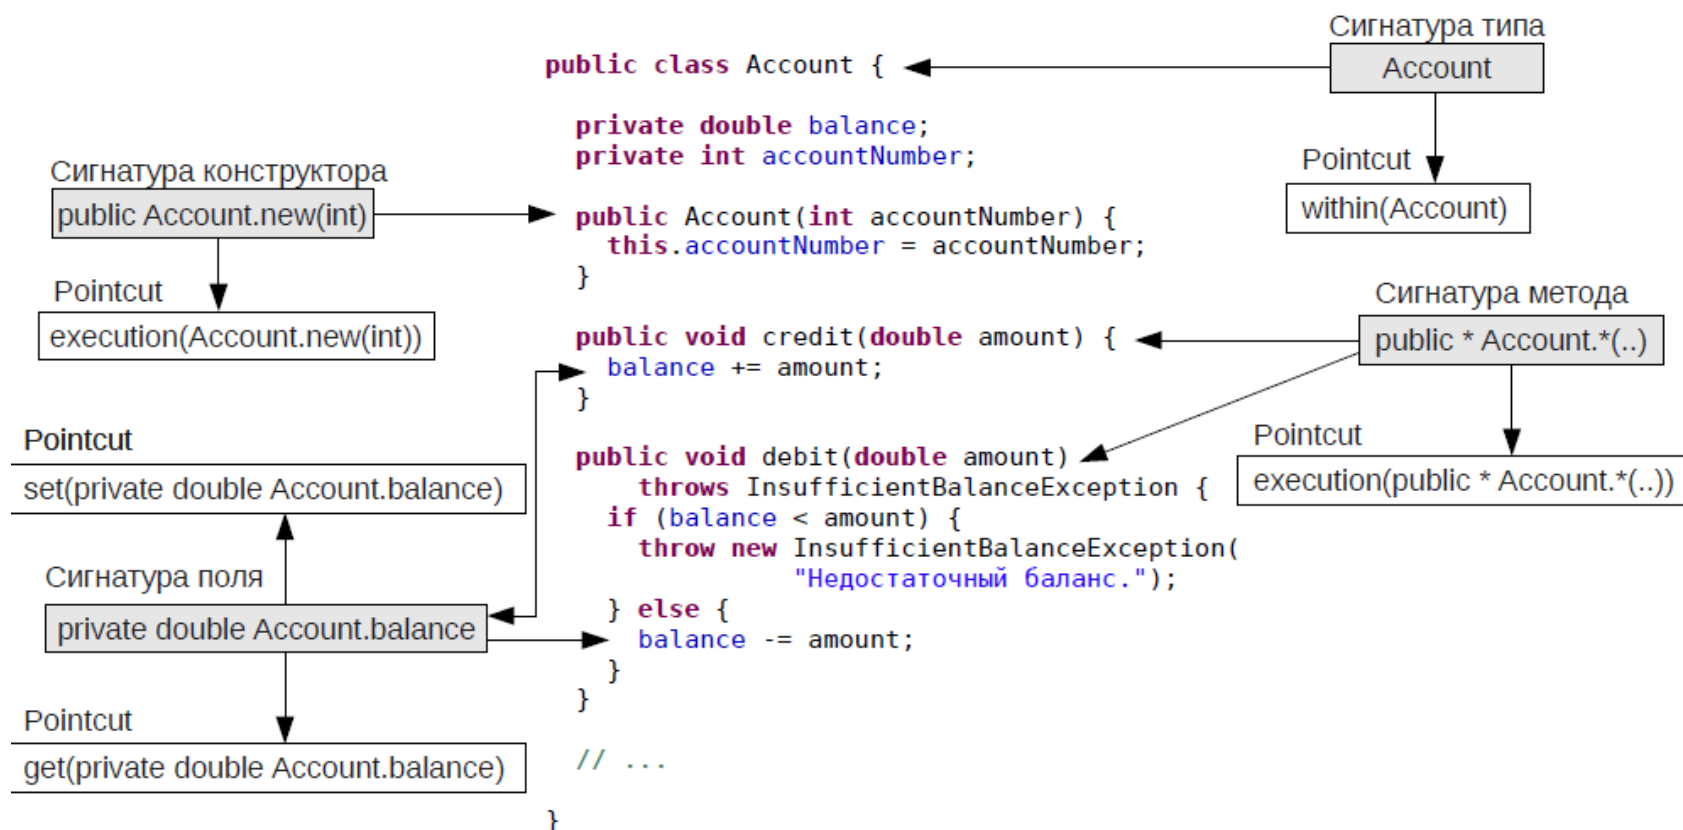 Сигнатура типа
Account
Pointcut
within(Account)
Сигнатура конструктора
public Account.new(int)
Pointcut
execution(Account.new(int))
Сигнатура метода
public * Account.*(..)
Pointcut
execution(public * Account.*(..))
Pointcut
set(private double Account.balance)
Сигнатура поля
private double Account.balance
Pointcut
get(private double Account.balance)
public class Account {
private double balance;
private int accountNumber;
public Account(int accountNumber) {
this.accountNumber = accountNumber;
}
public void credit(double amount) {
balance += amount;
}
public void debit(double amount)
throws InsufficientBalanceException {
if (balance < amount) {
throw new InsufficientBalanceException(
"Недостаточный баланс.");
} else {
balance -= amount;
}
}
// ...
}